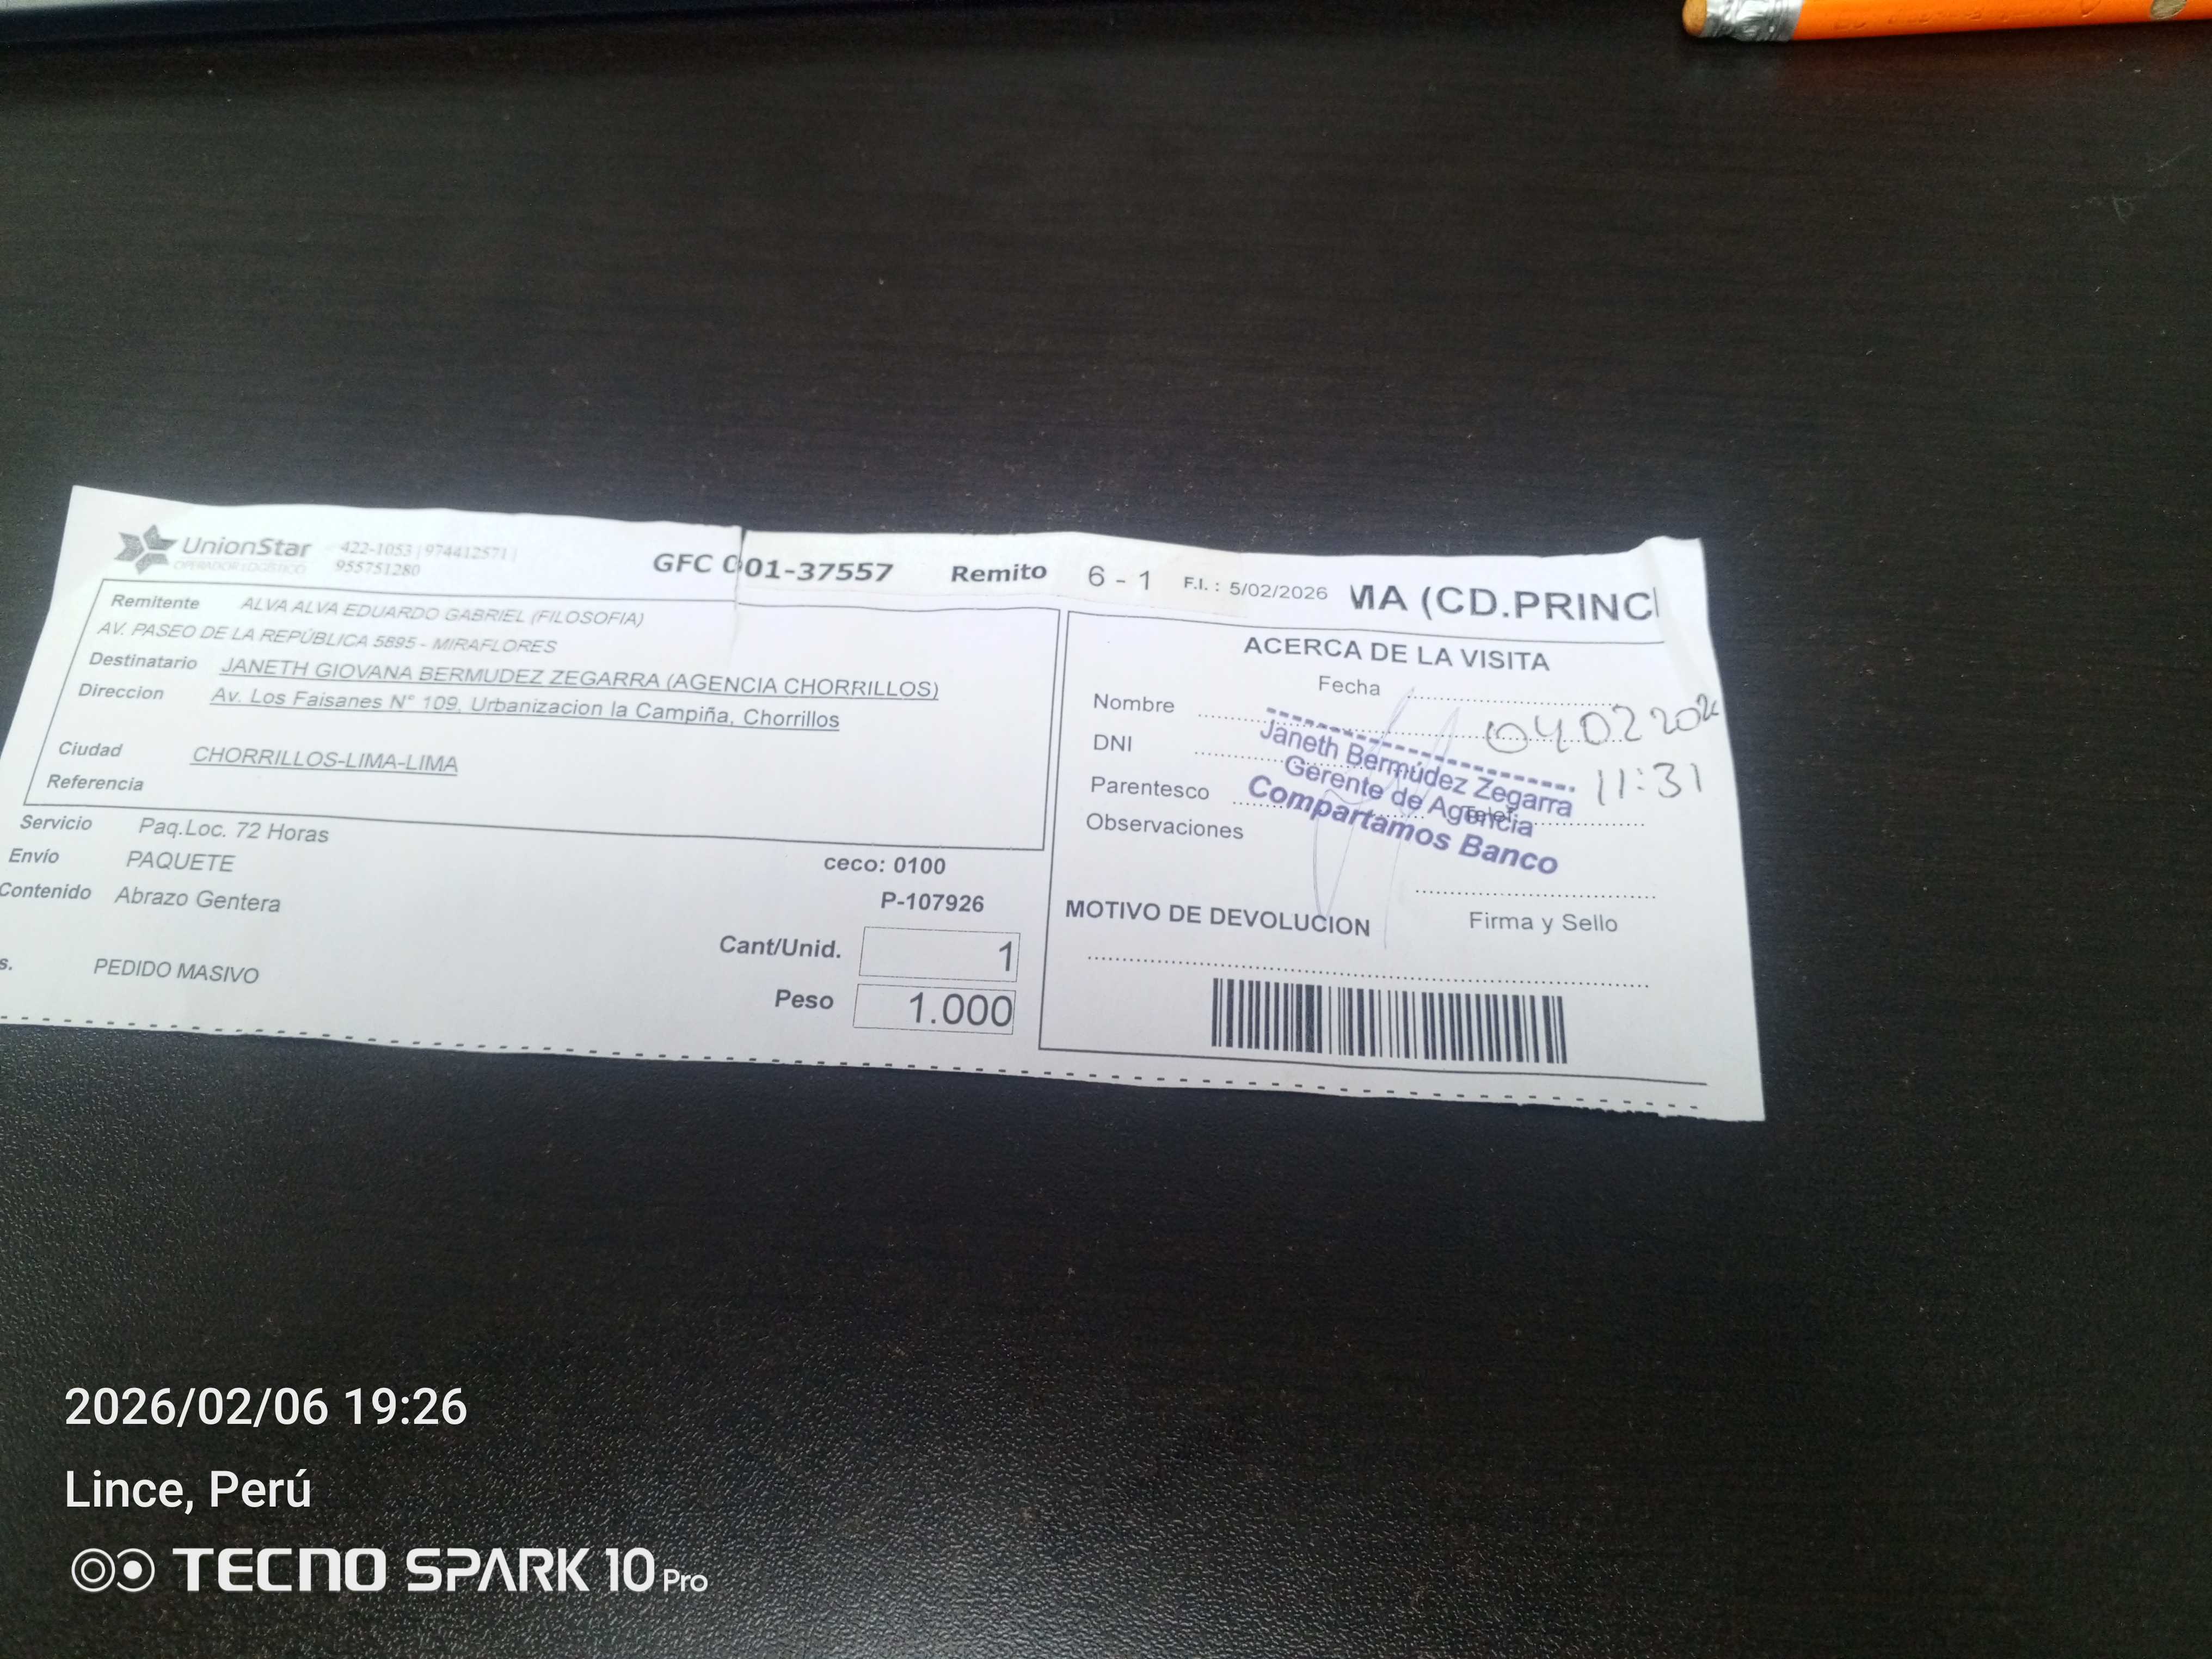 UnionStar 422-1053 | 974412571 |
OPERADOR LOGÍSTICO 955751280
GFC 001-37557 Remito 6 - 1 F.I. : 5/02/2026 MA (CD.PRINCI
Remitente ALVA ALVA EDUARDO GABRIEL (FILOSOFIA)
AV. PASEO DE LA REPÚBLICA 5895 - MIRAFLORES
Destinatario JANETH GIOVANA BERMUDEZ ZEGARRA (AGENCIA CHORRILLOS)
Direccion Av. Los Faisanes N° 109, Urbanizacion la Campiña, Chorrillos
Ciudad CHORRILLOS-LIMA-LIMA
Referencia
Servicio Paq.Loc. 72 Horas
Envío PAQUETE
Contenido Abrazo Gentera
s. PEDIDO MASIVO
ceco: 0100
P-107926
Cant/Unid. 1
Peso 1.000
ACERCA DE LA VISITA
Fecha
Nombre
04 02 2026
DNI
11:31
Parentesco
Telef.
Observaciones
Janeth Bermúdez Zegarra
Gerente de Agencia
Compartamos Banco
MOTIVO DE DEVOLUCION
Firma y Sello
2026/02/06 19:26
Lince, Perú
TECNO SPARK 10 Pro